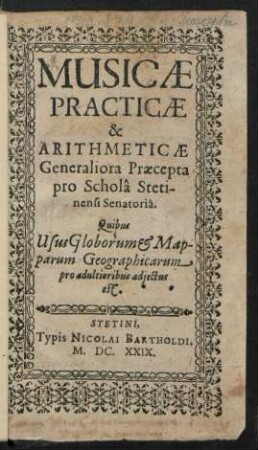 MUSICÆ
PRACTICÆ
&
ARITHMETICÆ
Generaliora Præcepta
pro Scholâ Steti-
nensi Senatoriâ.
Quibus
Usus Globorum & Map-
parum Geographicarum
pro adultioribus adjectus
est.
STETINI,
Typis NICOLAI BARTHOLDI,
M. DC. XXIX.